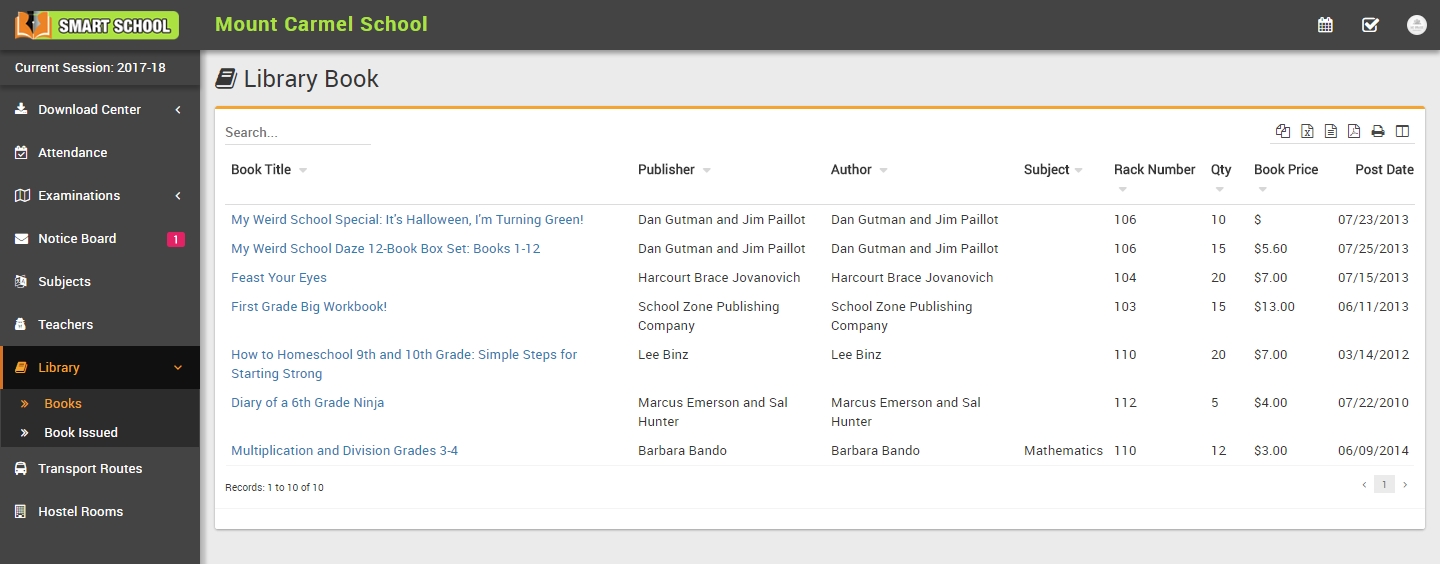 SMART SCHOOL
Mount Carmel School
Current Session: 2017-18
Download Center
Attendance
Examinations
Notice Board 1
Subjects
Teachers
Library
Books
Book Issued
Transport Routes
Hostel Rooms
Library Book
Search...
Book Title Publisher Author Subject Rack Number Qty Book Price Post Date
My Weird School Special: It's Halloween, I'm Turning Green! Dan Gutman and Jim Paillot Dan Gutman and Jim Paillot 106 10 $ 07/23/2013
My Weird School Daze 12-Book Box Set: Books 1-12 Dan Gutman and Jim Paillot Dan Gutman and Jim Paillot 106 15 $5.60 07/25/2013
Feast Your Eyes Harcourt Brace Jovanovich Harcourt Brace Jovanovich 104 20 $7.00 07/15/2013
First Grade Big Workbook! School Zone Publishing School Zone Publishing 103 15 $13.00 06/11/2013
Company Company
How to Homeschool 9th and 10th Grade: Simple Steps for Lee Binz Lee Binz 110 20 $7.00 03/14/2012
Starting Strong
Diary of a 6th Grade Ninja Marcus Emerson and Sal Marcus Emerson and Sal 112 5 $4.00 07/22/2010
Hunter Hunter
Multiplication and Division Grades 3-4 Barbara Bando Barbara Bando Mathematics 110 12 $3.00 06/09/2014
Records: 1 to 10 of 10
1